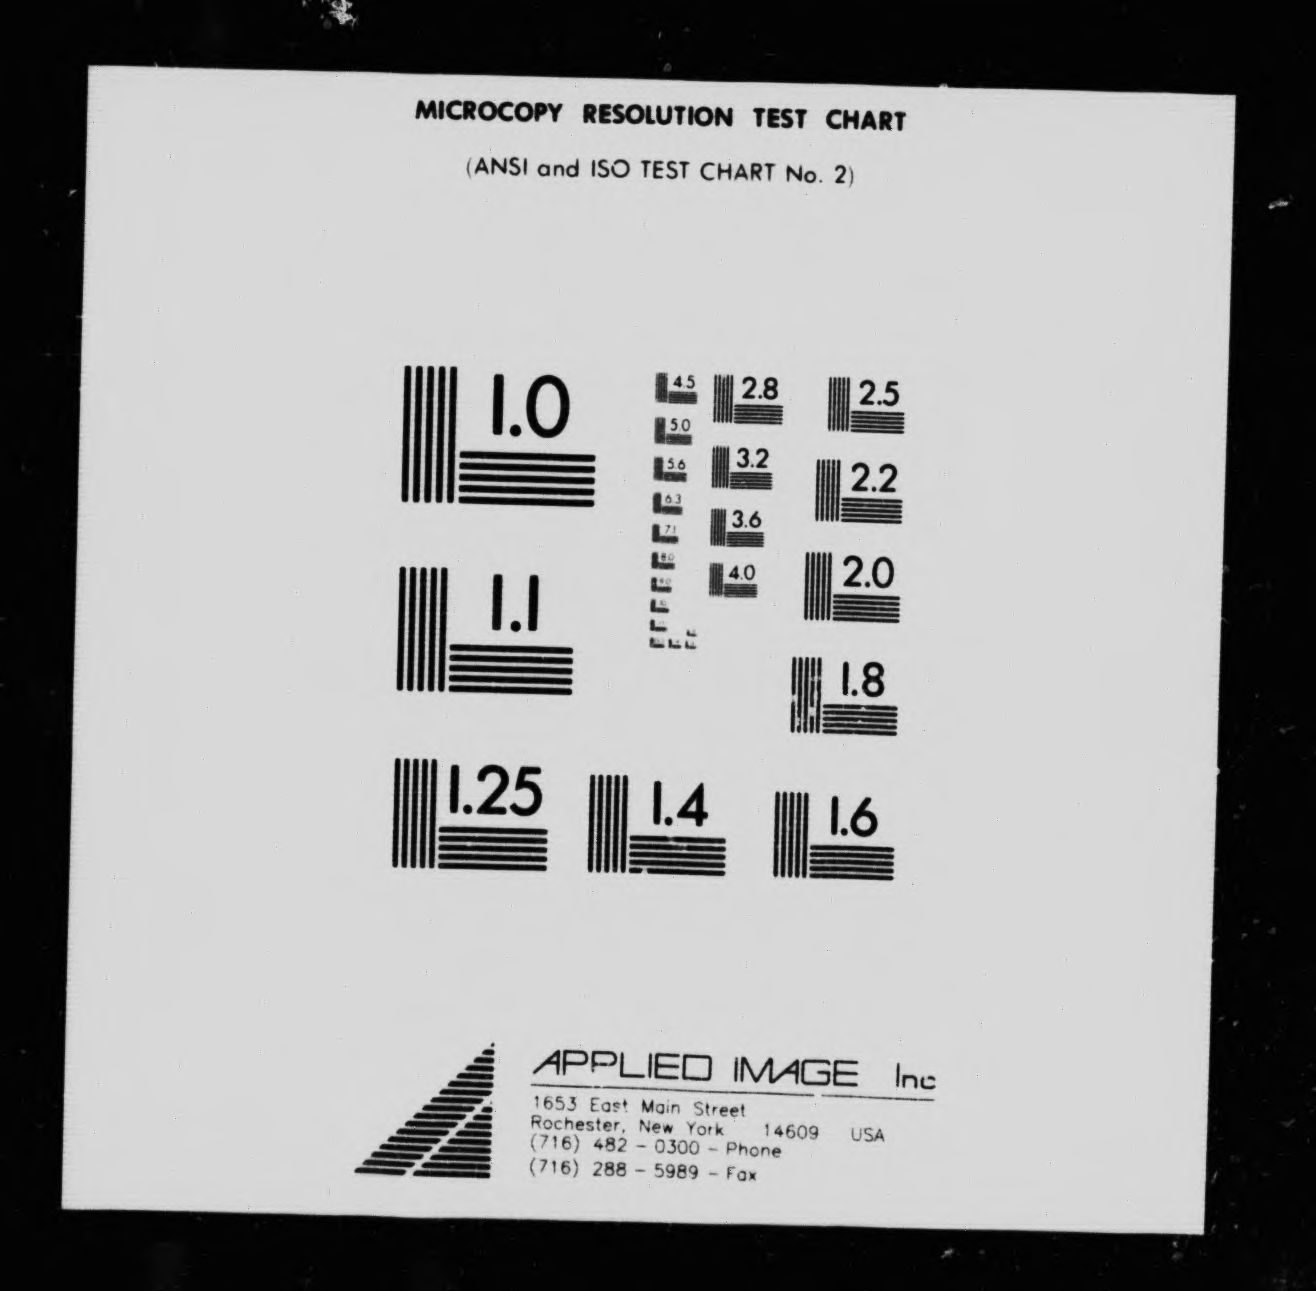 MICROCOPY RESOLUTION TEST CHART
(ANSI and ISO TEST CHART No. 2)
1.0
1.1
1.25
1.4
1.6
1.8
2.0
2.2
2.5
2.8
3.2
3.6
4.0
4.5
5.0
5.6
6.3
7.1
8.0
9.0
APPLIED IMAGE Inc
1653 East Main Street
Rochester, New York 14609 USA
(716) 482 - 0300 - Phone
(716) 288 - 5989 - Fax